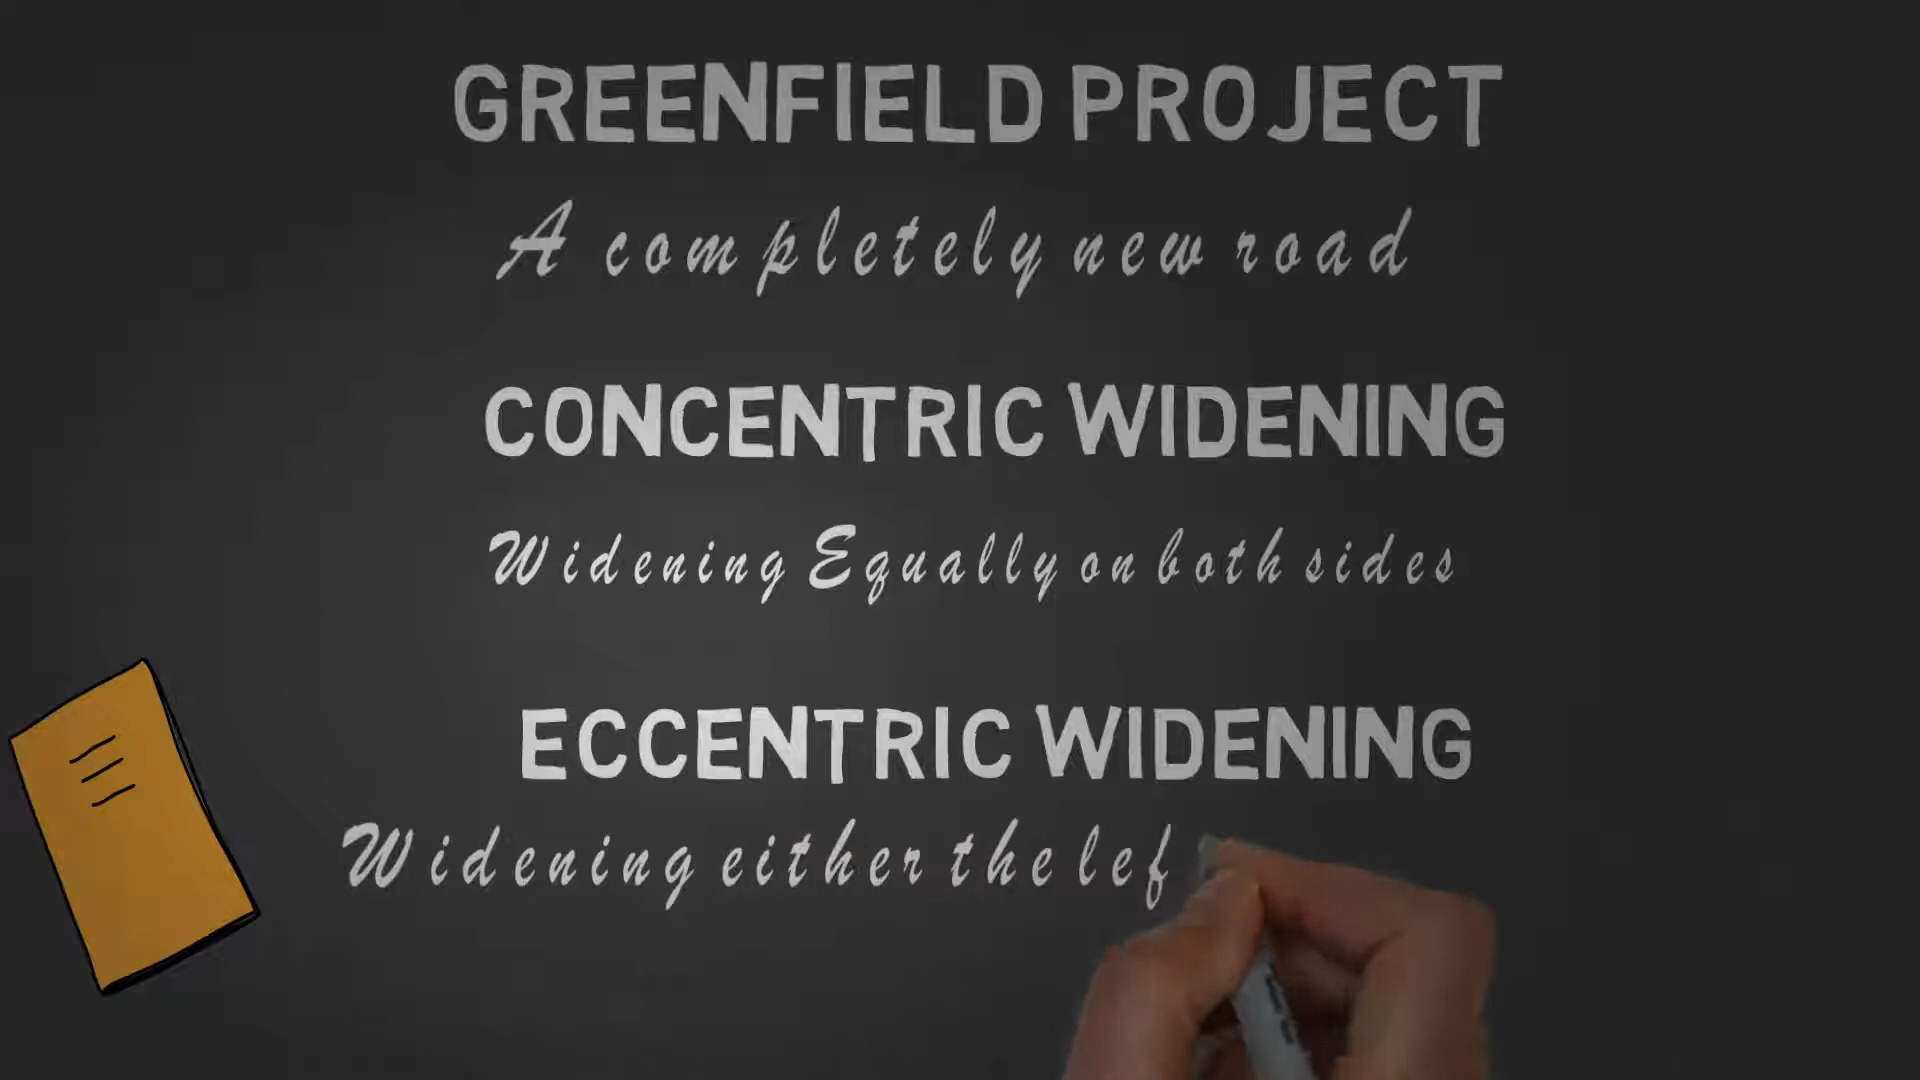 GREENFIELD PROJECT
A completely new road
CONCENTRIC WIDENING
Widening Equally on both sides
ECCENTRIC WIDENING
Widening either the lef